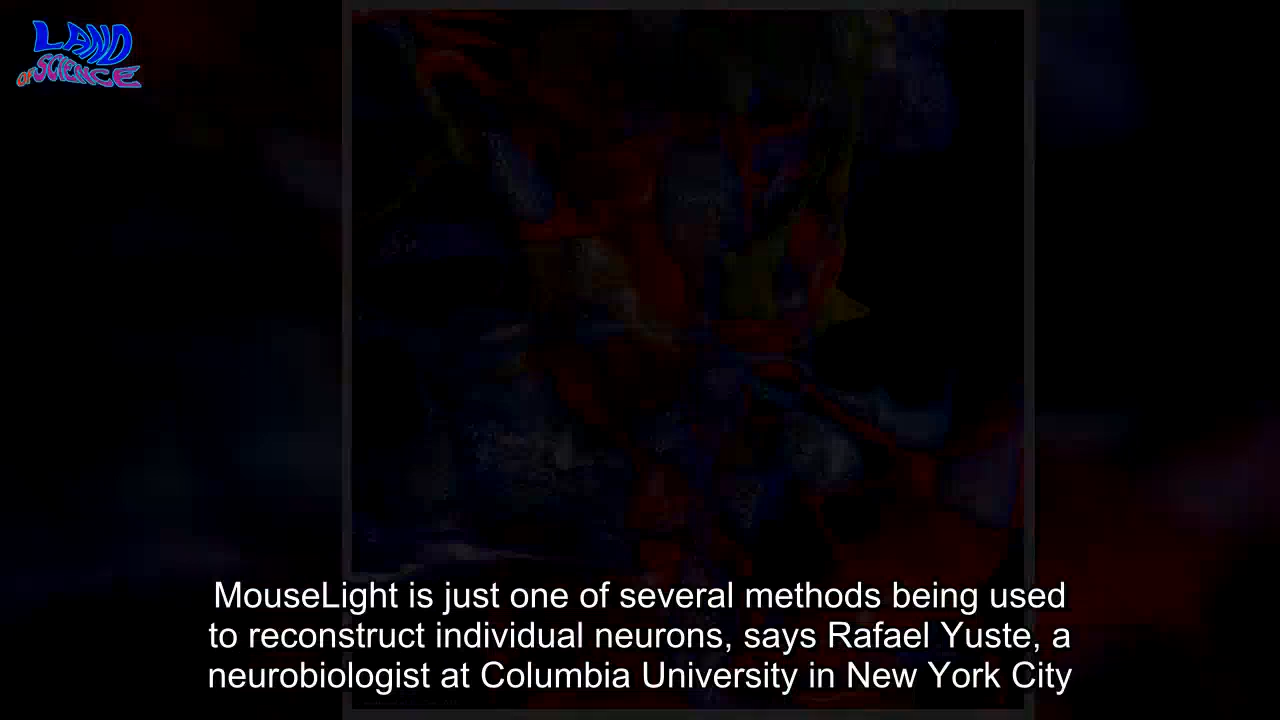 LAND
OF SCIENCE
MouseLight is just one of several methods being used
to reconstruct individual neurons, says Rafael Yuste, a
neurobiologist at Columbia University in New York City